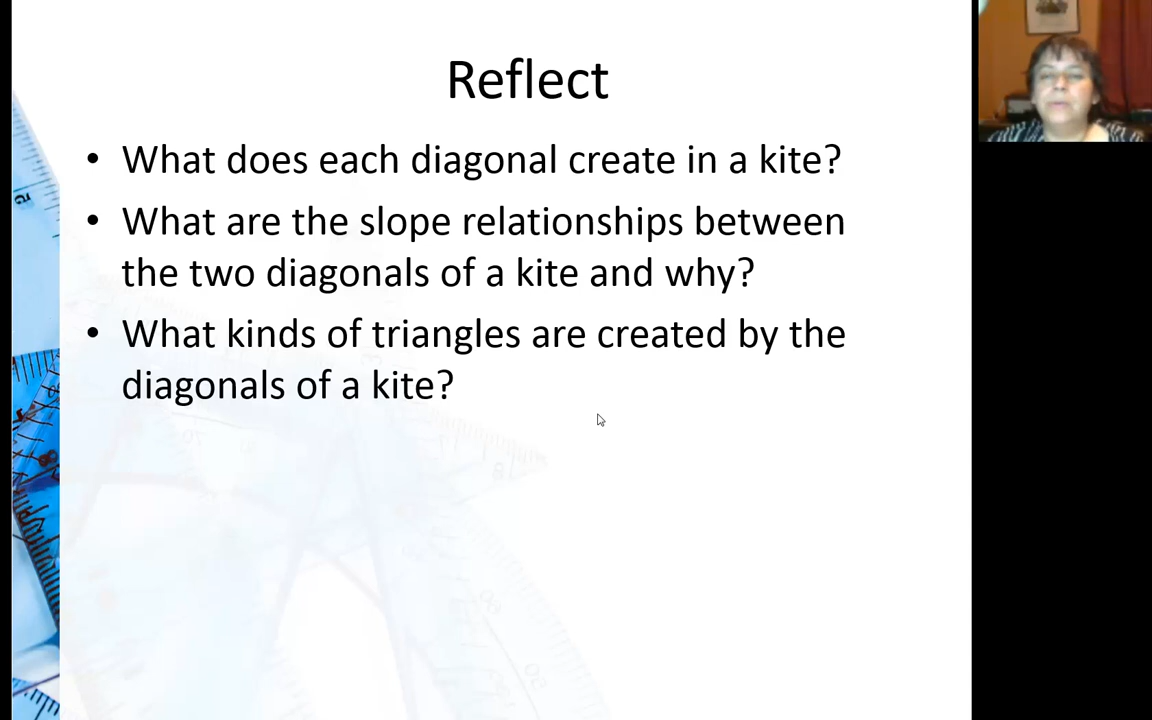 Reflect
• What does each diagonal create in a kite?
• What are the slope relationships between
the two diagonals of a kite and why?
• What kinds of triangles are created by the
diagonals of a kite?